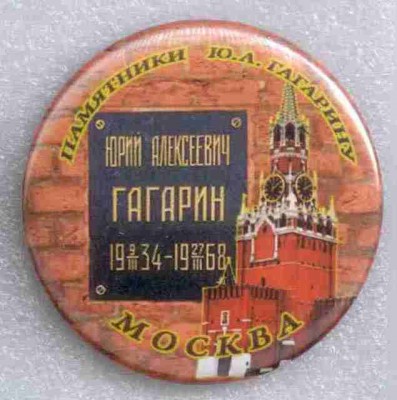 ПАМЯТНИКИ Ю.А. ГАГАРИНУ
ЮРИЙ АЛЕКСЕЕВИЧ
ГАГАРИН
19 9/III 34-19 27/III 68
МОСКВА